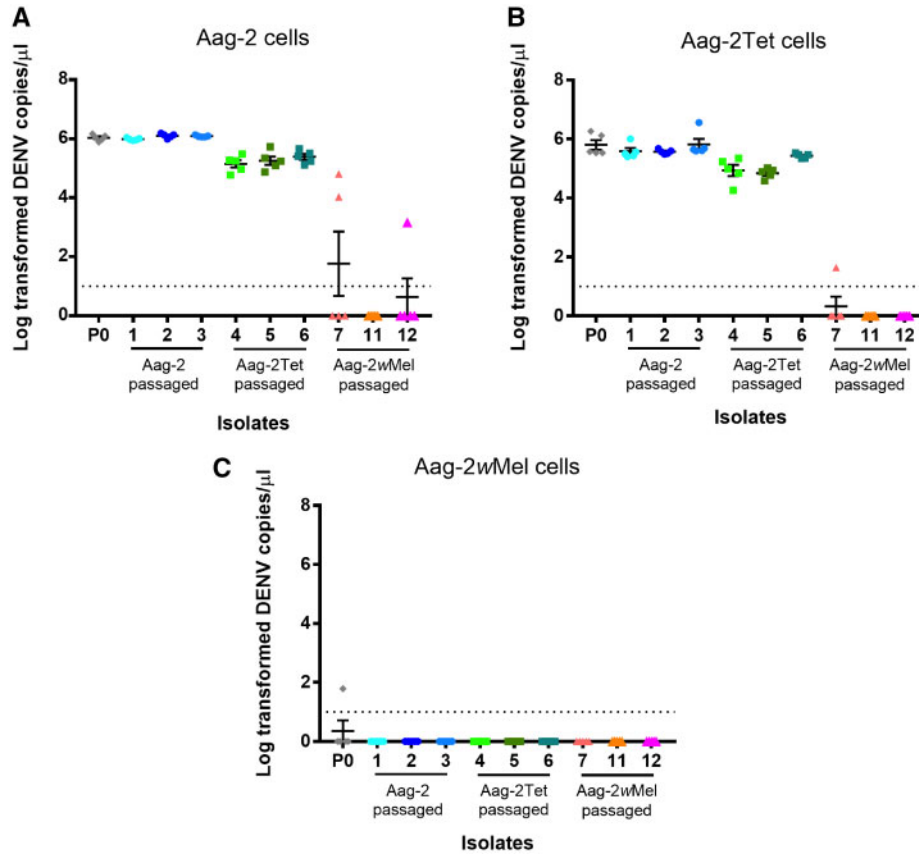 A
Aag-2 cells
Log transformed DENV copies/µl
8
6
4
2
0
P0 1 2 3 4 5 6 7 11 12
Aag-2 passaged
Aag-2Tet passaged
Aag-2wMel passaged
Isolates
B
Aag-2Tet cells
Log transformed DENV copies/µl
8
6
4
2
0
P0 1 2 3 4 5 6 7 11 12
Aag-2 passaged
Aag-2Tet passaged
Aag-2wMel passaged
Isolates
C
Aag-2wMel cells
Log transformed DENV copies/µl
8
6
4
2
0
P0 1 2 3 4 5 6 7 11 12
Aag-2 passaged
Aag-2Tet passaged
Aag-2wMel passaged
Isolates